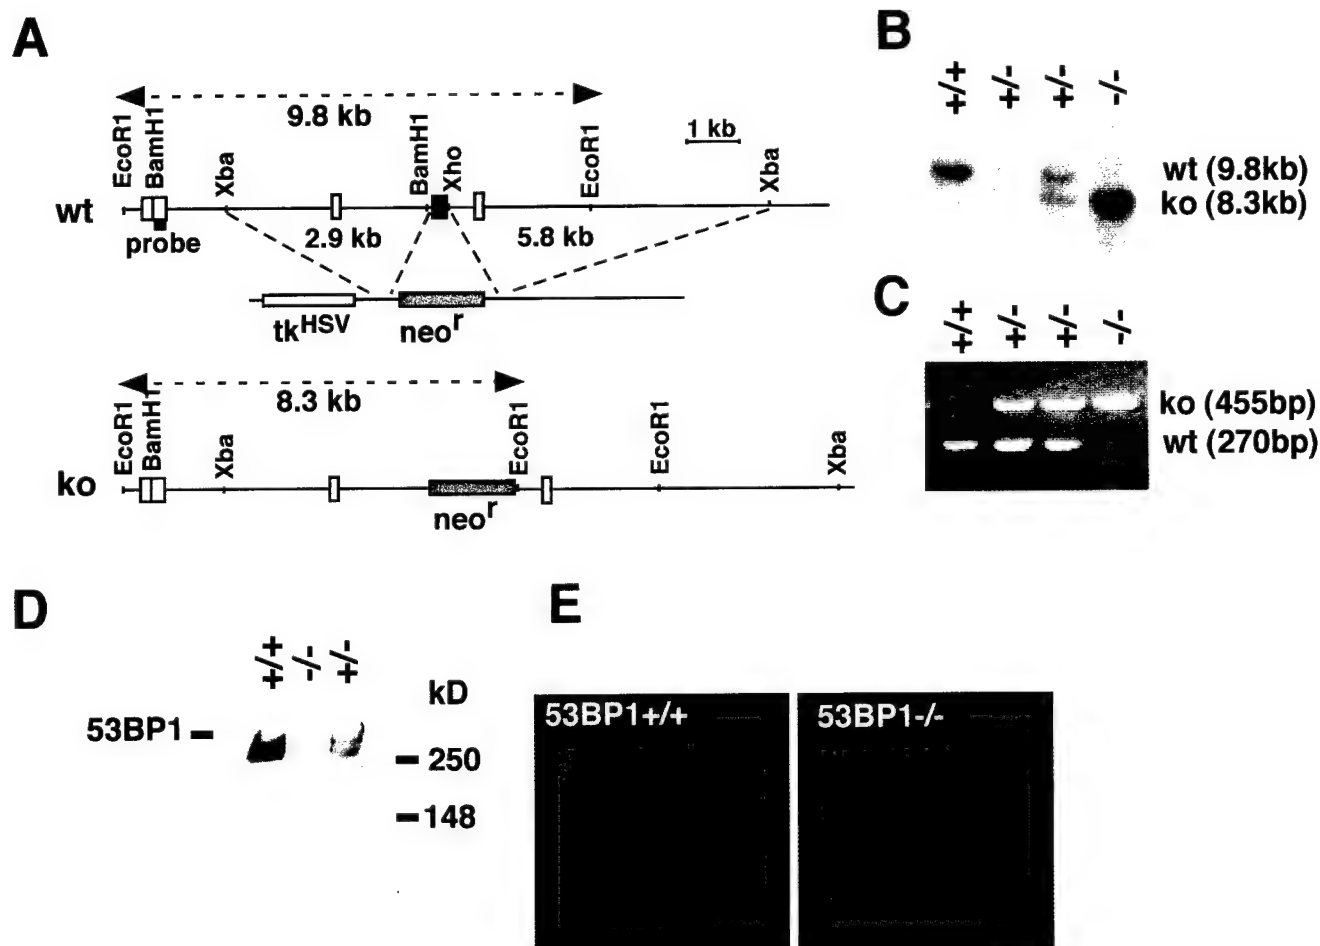 A
9.8 kb
1 kb
EcoR1
BamH1
Xba
BamH1
Xho
EcoR1
Xba
wt
probe
2.9 kb
5.8 kb
tkHSV
neor
8.3 kb
EcoR1
BamH1
Xba
EcoR1
EcoR1
Xba
ko
neor
B
+/+ +/- +/- -/-
wt (9.8kb)
ko (8.3kb)
C
+/+ +/- +/- -/-
ko (455bp)
wt (270bp)
D
+/+ -/- +/-
kD
53BP1
250
148
E
53BP1+/+
53BP1-/-